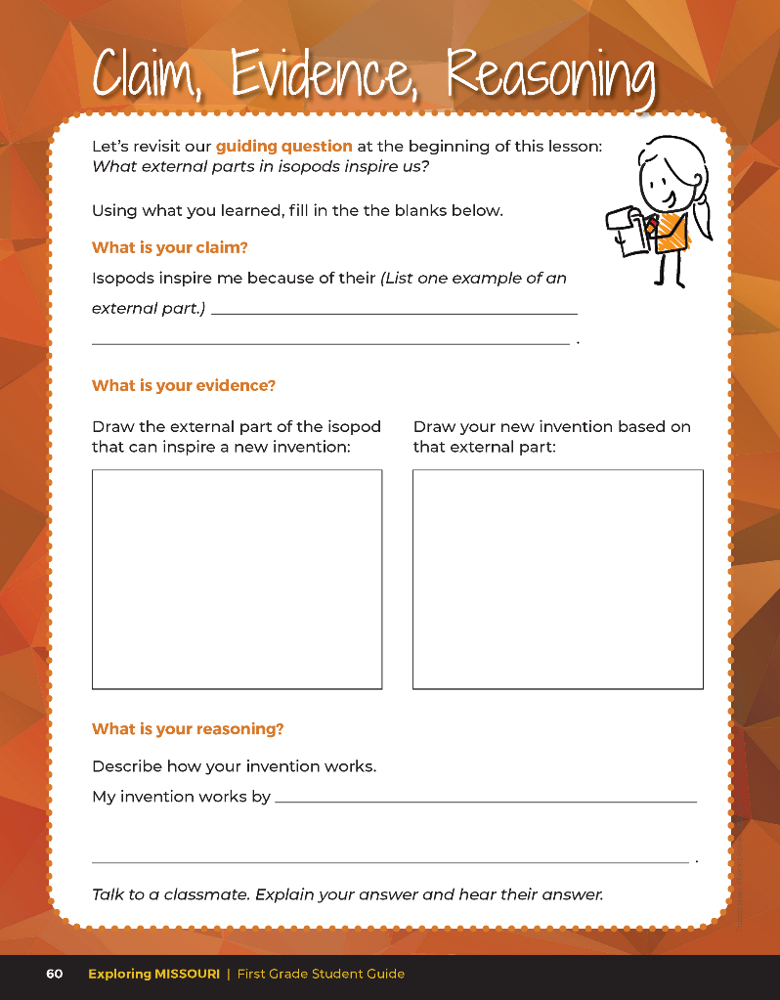 Claim, Evidence, Reasoning
Let's revisit our guiding question at the beginning of this lesson:
What external parts in isopods inspire us?
Using what you learned, fill in the the blanks below.
What is your claim?
Isopods inspire me because of their (List one example of an
external part.)
.
What is your evidence?
Draw the external part of the isopod
that can inspire a new invention:
Draw your new invention based on
that external part:
What is your reasoning?
Describe how your invention works.
My invention works by
.
Talk to a classmate. Explain your answer and hear their answer.
60 Exploring MISSOURI | First Grade Student Guide